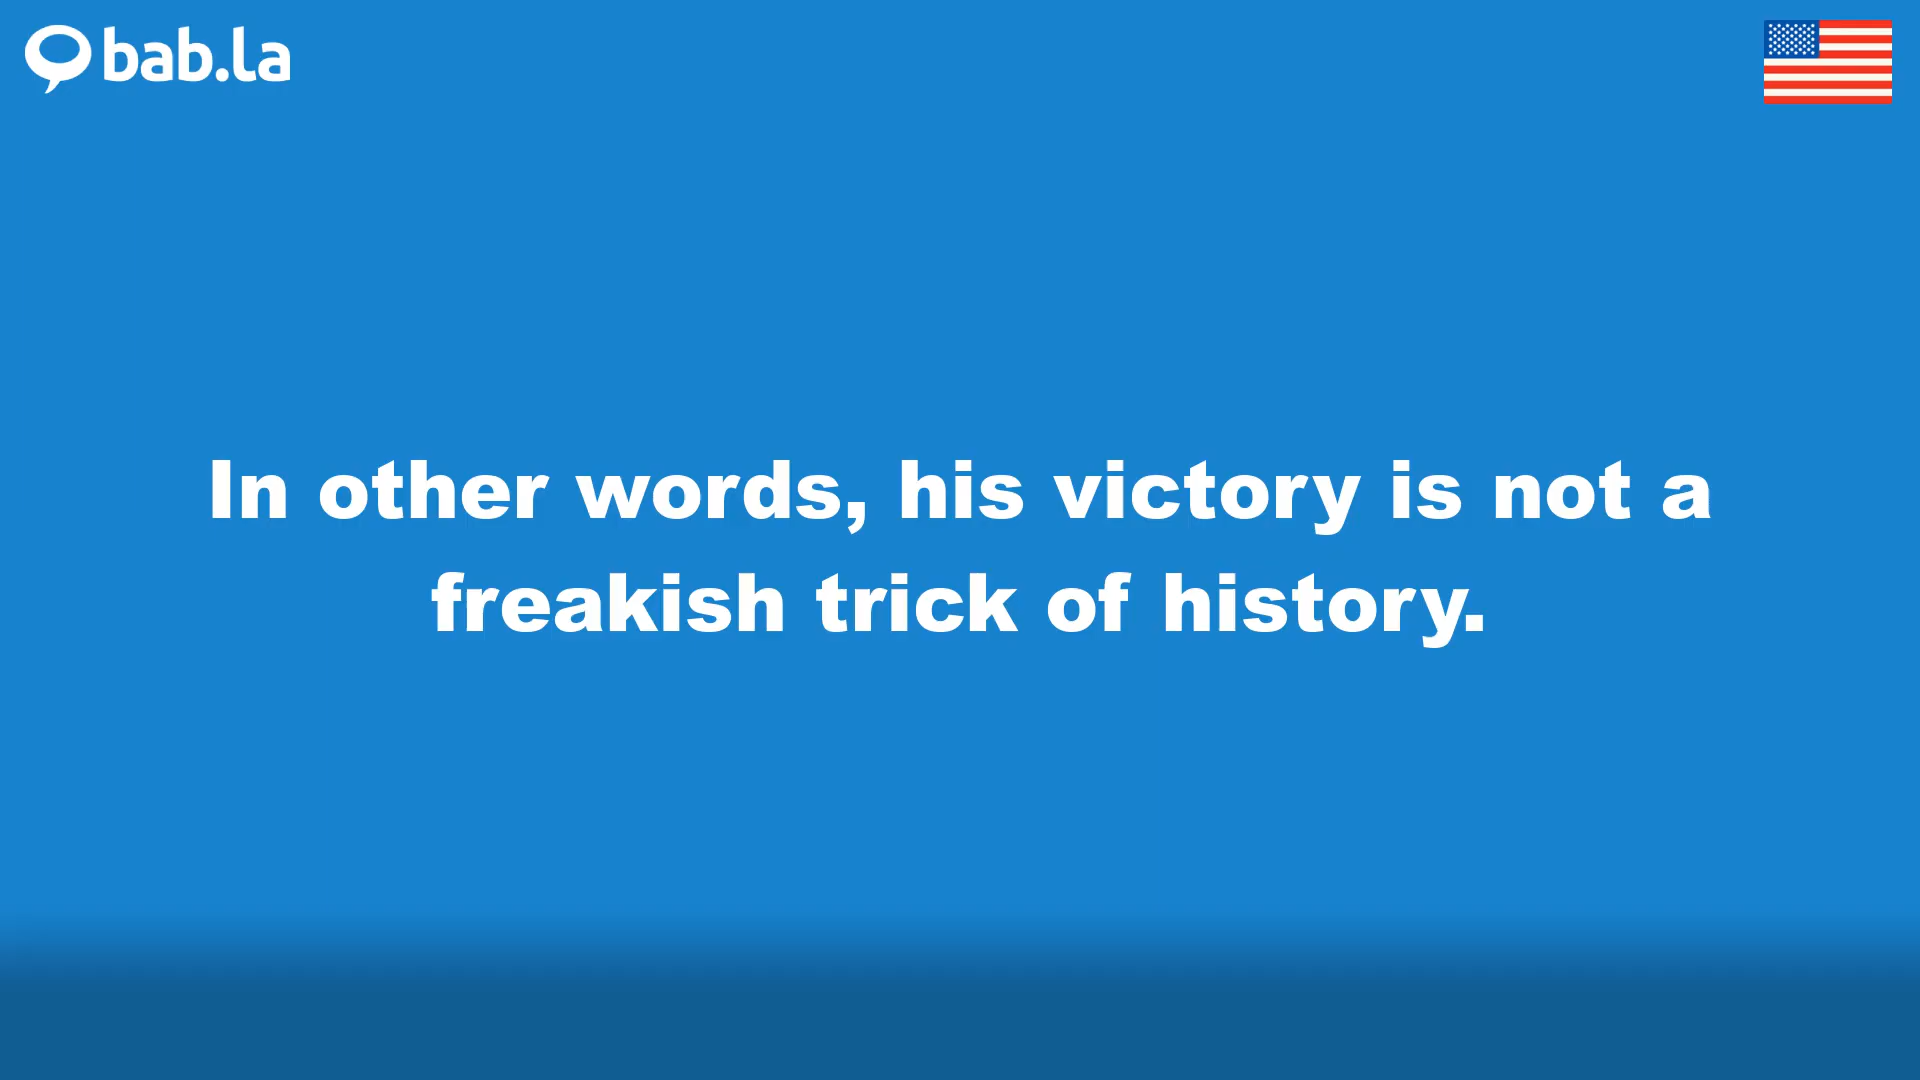 bab.la
In other words, his victory is not a
freakish trick of history.